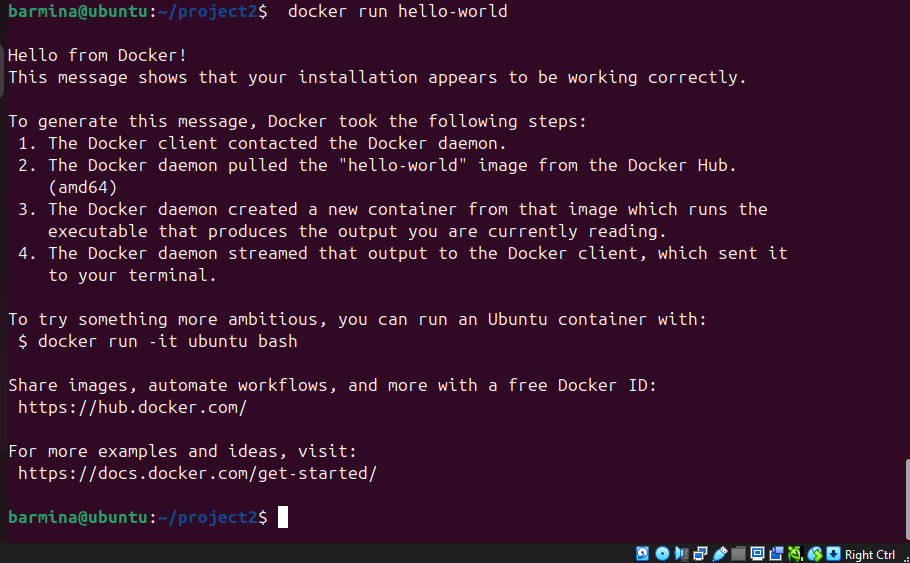 barmina@ubuntu:~/project2$  docker run hello-world
Hello from Docker!
This message shows that your installation appears to be working correctly.
To generate this message, Docker took the following steps:
 1. The Docker client contacted the Docker daemon.
 2. The Docker daemon pulled the "hello-world" image from the Docker Hub.
    (amd64)
 3. The Docker daemon created a new container from that image which runs the
    executable that produces the output you are currently reading.
 4. The Docker daemon streamed that output to the Docker client, which sent it
    to your terminal.
To try something more ambitious, you can run an Ubuntu container with:
 $ docker run -it ubuntu bash
Share images, automate workflows, and more with a free Docker ID:
 https://hub.docker.com/
For more examples and ideas, visit:
 https://docs.docker.com/get-started/
barmina@ubuntu:~/project2$
Right Ctrl